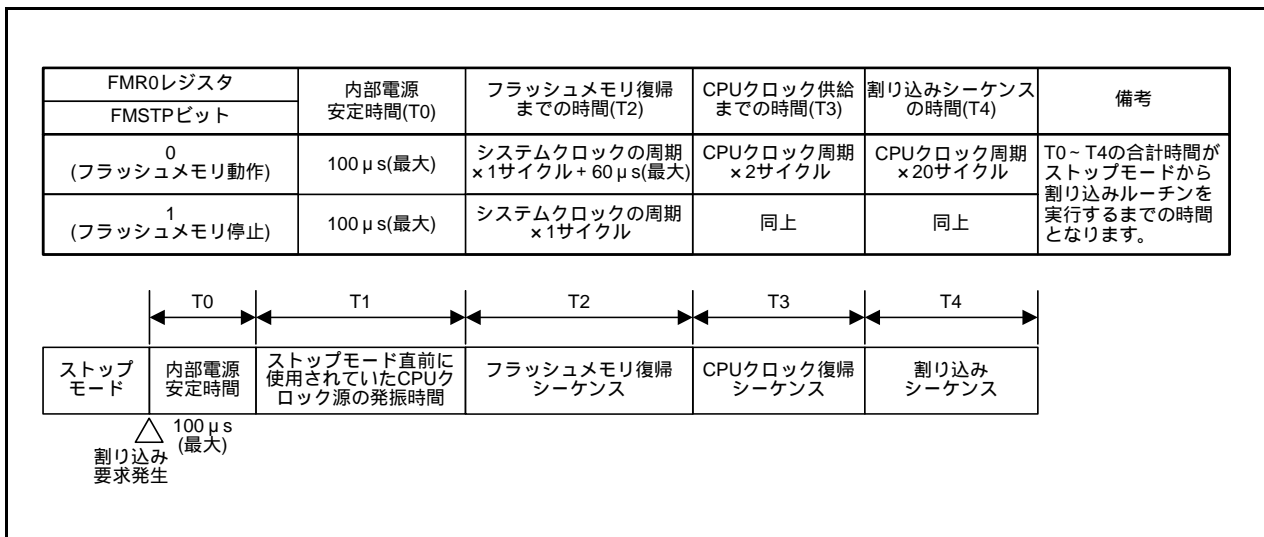 FMR0レジスタ
FMSTPビット
内部電源
安定時間(T0)
フラッシュメモリ復帰
までの時間(T2)
CPUクロック供給
までの時間(T3)
割り込みシーケンス
の時間(T4)
備考
0
(フラッシュメモリ動作)
100μs(最大)
システムクロックの周期
×1サイクル+60μs(最大)
CPUクロック周期
×2サイクル
CPUクロック周期
×20サイクル
T0~T4の合計時間が
ストップモードから
割り込みルーチンを
実行するまでの時間
となります。
1
(フラッシュメモリ停止)
100μs(最大)
システムクロックの周期
×1サイクル
同上
同上
T0
T1
T2
T3
T4
ストップ
モード
内部電源
安定時間
ストップモード直前に
使用されていたCPUク
ロック源の発振時間
フラッシュメモリ復帰
シーケンス
CPUクロック復帰
シーケンス
割り込み
シーケンス
100μs
(最大)
割り込み
要求発生